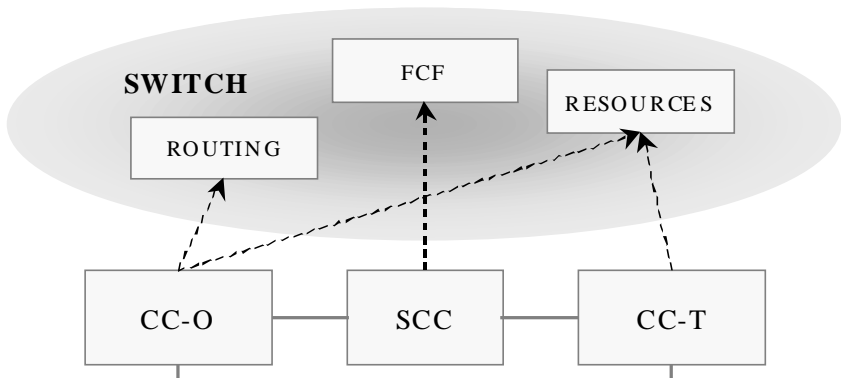 FCF
SWITCH
RESOURCES
ROUTING
CC-O
SCC
CC-T